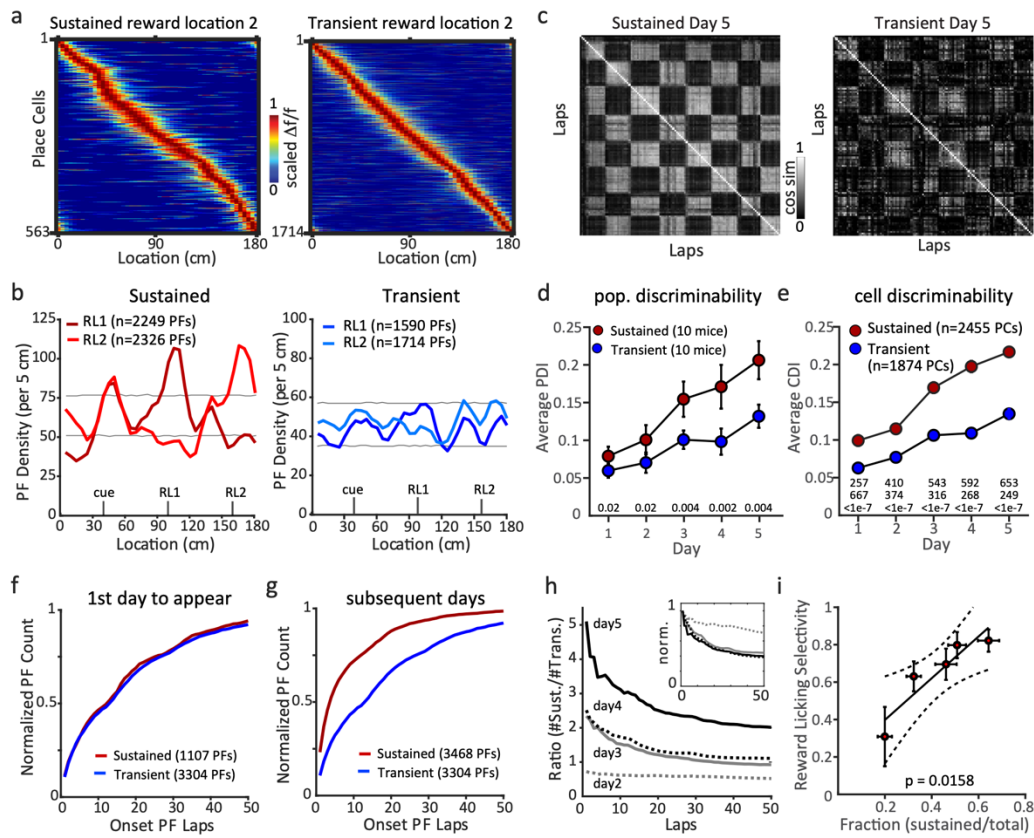 a
Sustained reward location 2
Transient reward location 2
1
Place Cells
563
1714
0 90 180
Location (cm)
0 90 180
Location (cm)
1
scaled Δf/f
0
c
Sustained Day 5
Transient Day 5
Laps
Laps
Laps
Laps
1
cos sim
0
b
Sustained
Transient
RL1 (n=2249 PFs)
RL2 (n=2326 PFs)
RL1 (n=1590 PFs)
RL2 (n=1714 PFs)
PF Density (per 5 cm)
125
100
75
50
25
0
cue RL1 RL2
0 30 60 90 120 150 180
Location (cm)
PF Density (per 5 cm)
80
60
40
20
0
cue RL1 RL2
0 30 60 90 120 150 180
Location (cm)
d
pop. discriminability
Sustained (10 mice)
Transient (10 mice)
Average PDI
0.25
0.2
0.15
0.1
0.05
0.02 0.02 0.004 0.002 0.004
1 2 3 4 5
Day
e
cell discriminability
Sustained (n=2455 PCs)
Transient
(n=1874 PCs)
Average CDI
0.25
0.2
0.15
0.1
0.05
257 410 543 592 653
667 374 316 268 249
<1e-7 <1e-7 <1e-7 <1e-7 <1e-7
1 2 3 4 5
Day
f
1st day to appear
Normalized PF Count
1
0.5
0
Sustained (1107 PFs)
Transient (3304 PFs)
0 10 20 30 40 50
Onset PF Laps
g
subsequent days
Normalized PF Count
1
0.5
0
Sustained (3468 PFs)
Transient (3304 PFs)
0 10 20 30 40 50
Onset PF Laps
h
Ratio (#Sust./#Trans.)
5
4
3
2
1
0
day5
day4
day3
day2
norm.
1
0
0 50
0 10 20 30 40 50
Laps
i
Reward Licking Selectivity
1
0.8
0.6
0.4
0.2
0
p = 0.0158
0.2 0.4 0.6 0.8
Fraction (sustained/total)